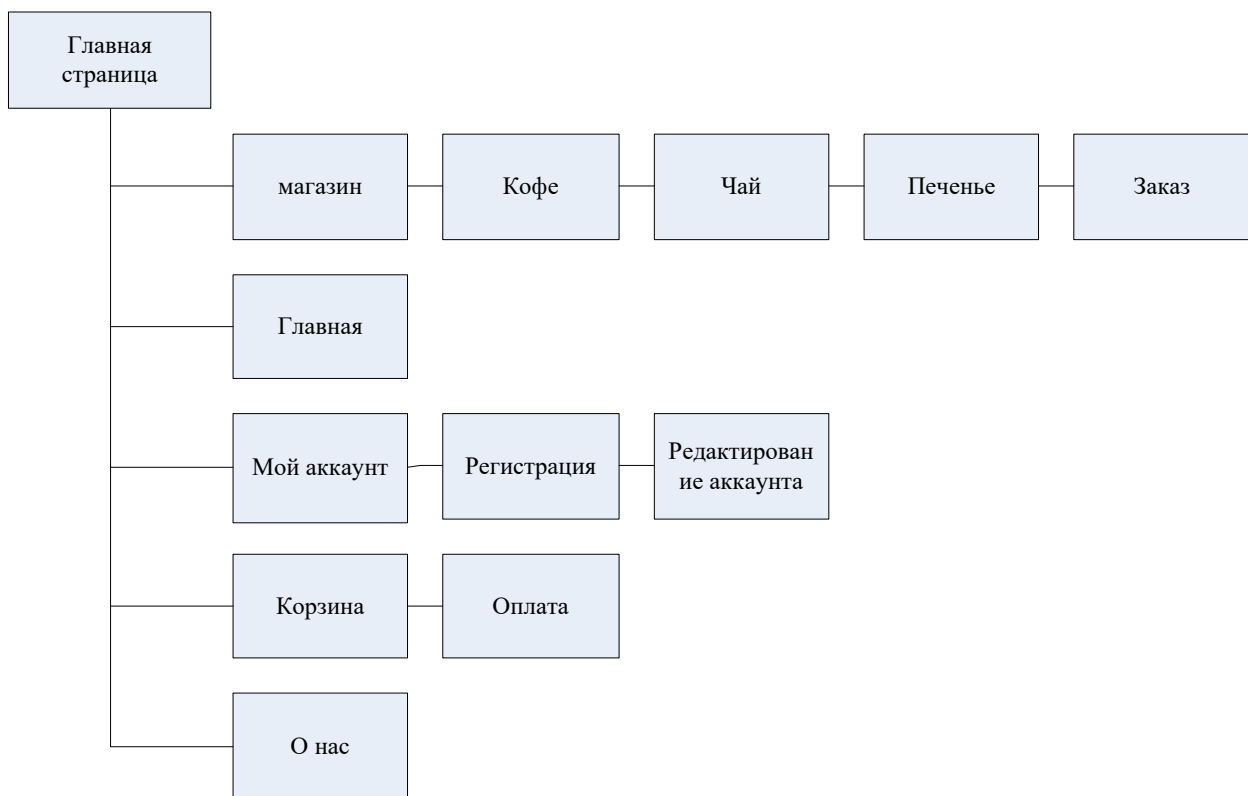 Главная
страница
магазин
Кофе
Чай
Печенье
Заказ
Главная
Мой аккаунт
Регистрация
Редактирован
ие аккаунта
Корзина
Оплата
О нас